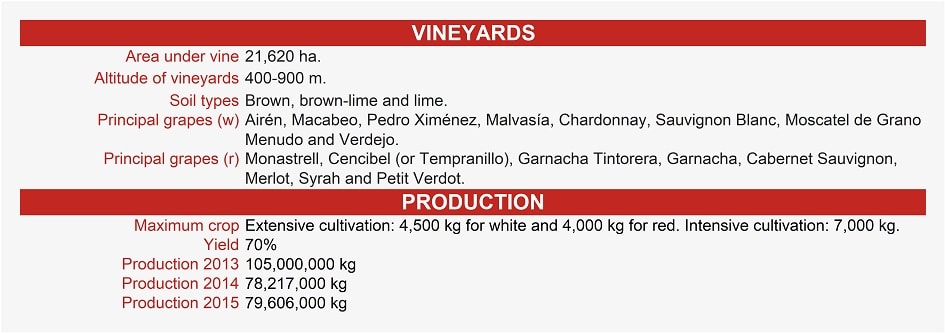 VINEYARDS
Area under vine 21,620 ha.
Altitude of vineyards 400-900 m.
Soil types Brown, brown-lime and lime.
Principal grapes (w) Airén, Macabeo, Pedro Ximénez, Malvasía, Chardonnay, Sauvignon Blanc, Moscatel de Grano
Menudo and Verdejo.
Principal grapes (r) Monastrell, Cencibel (or Tempranillo), Garnacha Tintorera, Garnacha, Cabernet Sauvignon,
Merlot, Syrah and Petit Verdot.
PRODUCTION
Maximum crop Extensive cultivation: 4,500 kg for white and 4,000 kg for red. Intensive cultivation: 7,000 kg.
Yield 70%
Production 2013 105,000,000 kg
Production 2014 78,217,000 kg
Production 2015 79,606,000 kg